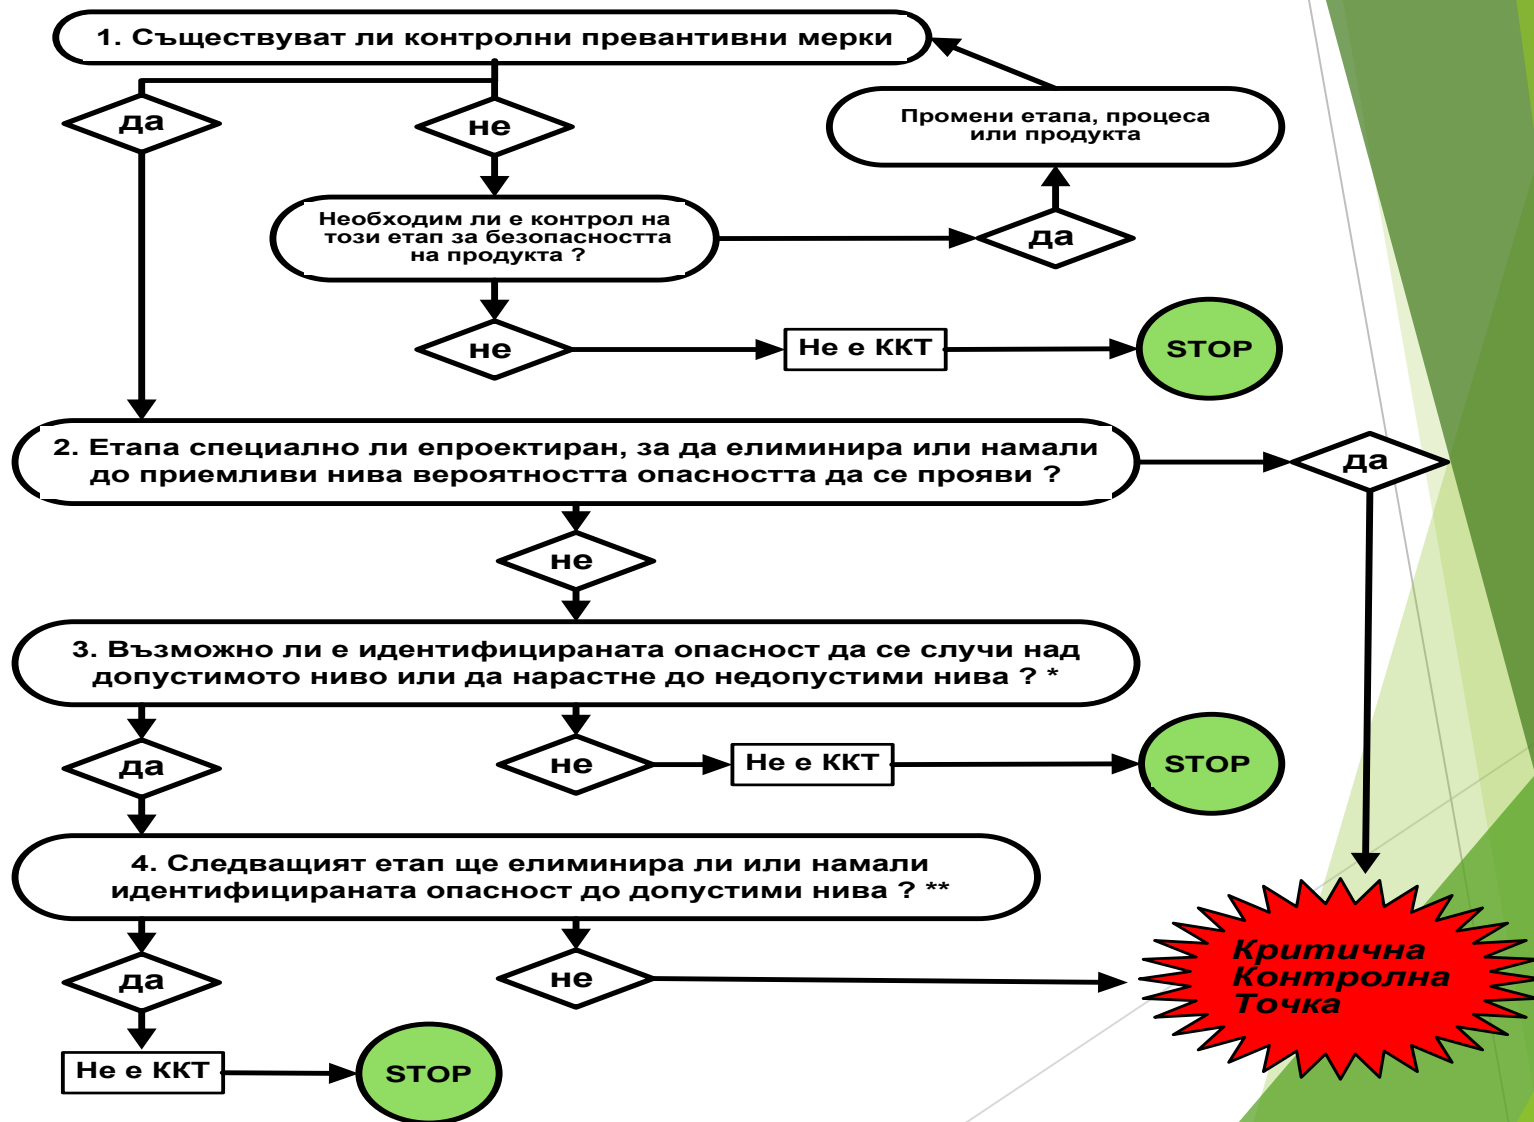 1. Съществуват ли контролни превантивни мерки
да
не
Промени етапа, процеса
или продукта
Необходим ли е контрол на
този етап за безопасността
на продукта ?
да
не
Не е ККТ
STOP
2. Етапа специално ли епроектиран, за да елиминира или намали
до приемливи нива вероятността опасността да се прояви ?
да
не
3. Възможно ли е идентифицираната опасност да се случи над
допустимото ниво или да нарастне до недопустими нива ? *
да
не
Не е ККТ
STOP
4. Следващият етап ще елиминира ли или намали
идентифицираната опасност до допустими нива ? **
да
не
Критична
Контролна
Точка
Не е ККТ
STOP